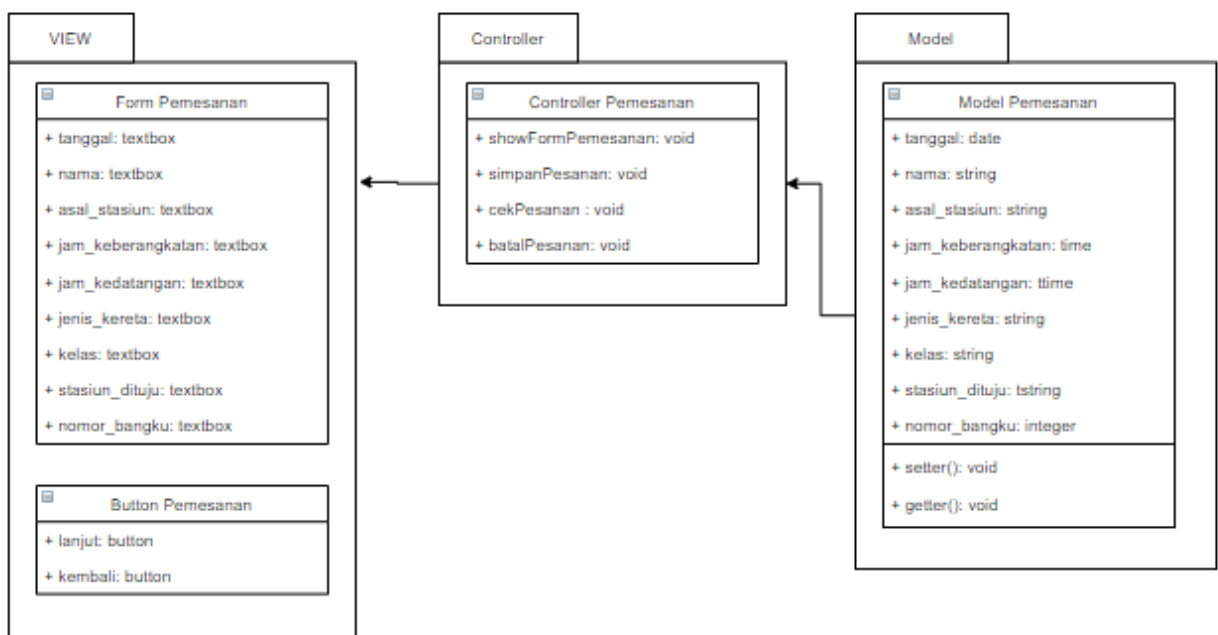 VIEW
Form Pemesanan
+ tanggal: textbox
+ nama: textbox
+ asal_stasiun: textbox
+ jam_keberangkatan: textbox
+ jam_kedatangan: textbox
+ jenis_kereta: textbox
+ kelas: textbox
+ stasiun_dituju: textbox
+ nomor_bangku: textbox
Button Pemesanan
+ lanjut: button
+ kembali: button
Controller
Controller Pemesanan
+ showFormPemesanan: void
+ simpanPesanan: void
+ cekPesanan : void
+ batalPesanan: void
Model
Model Pemesanan
+ tanggal: date
+ nama: string
+ asal_stasiun: string
+ jam_keberangkatan: time
+ jam_kedatangan: ttime
+ jenis_kereta: string
+ kelas: string
+ stasiun_dituju: tstring
+ nomor_bangku: integer
+ setter(): void
+ getter(): void